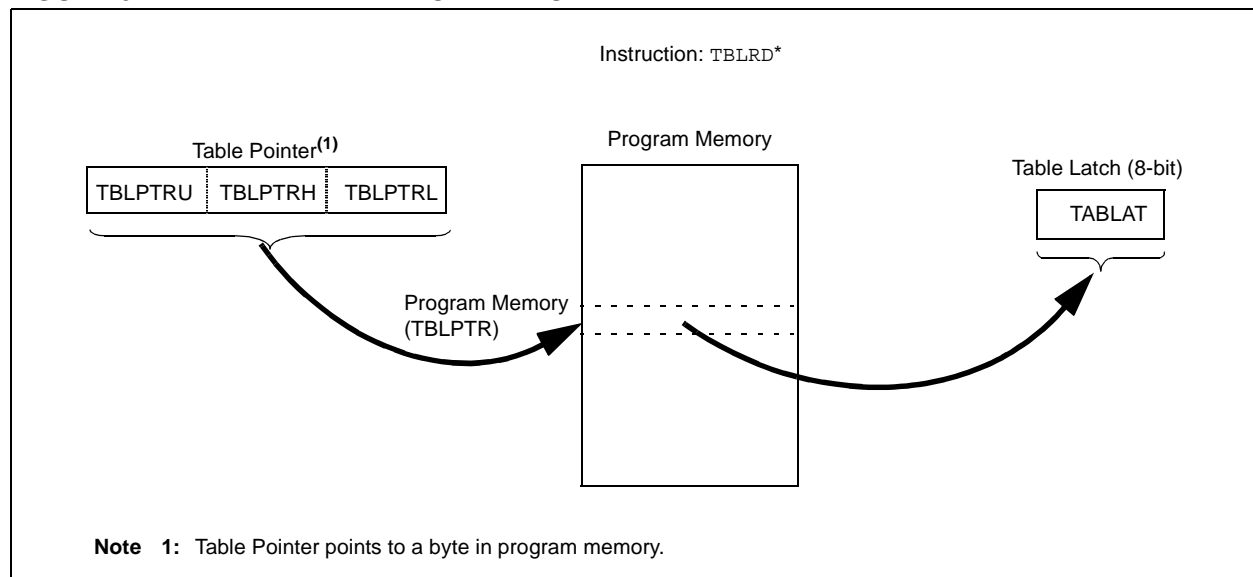 Instruction: TBLRD*
Program Memory
Table Pointer(1)
Table Latch (8-bit)
TBLPTRU TBLPTRH TBLPTRL
TABLAT
Program Memory
(TBLPTR)
Note 1: Table Pointer points to a byte in program memory.